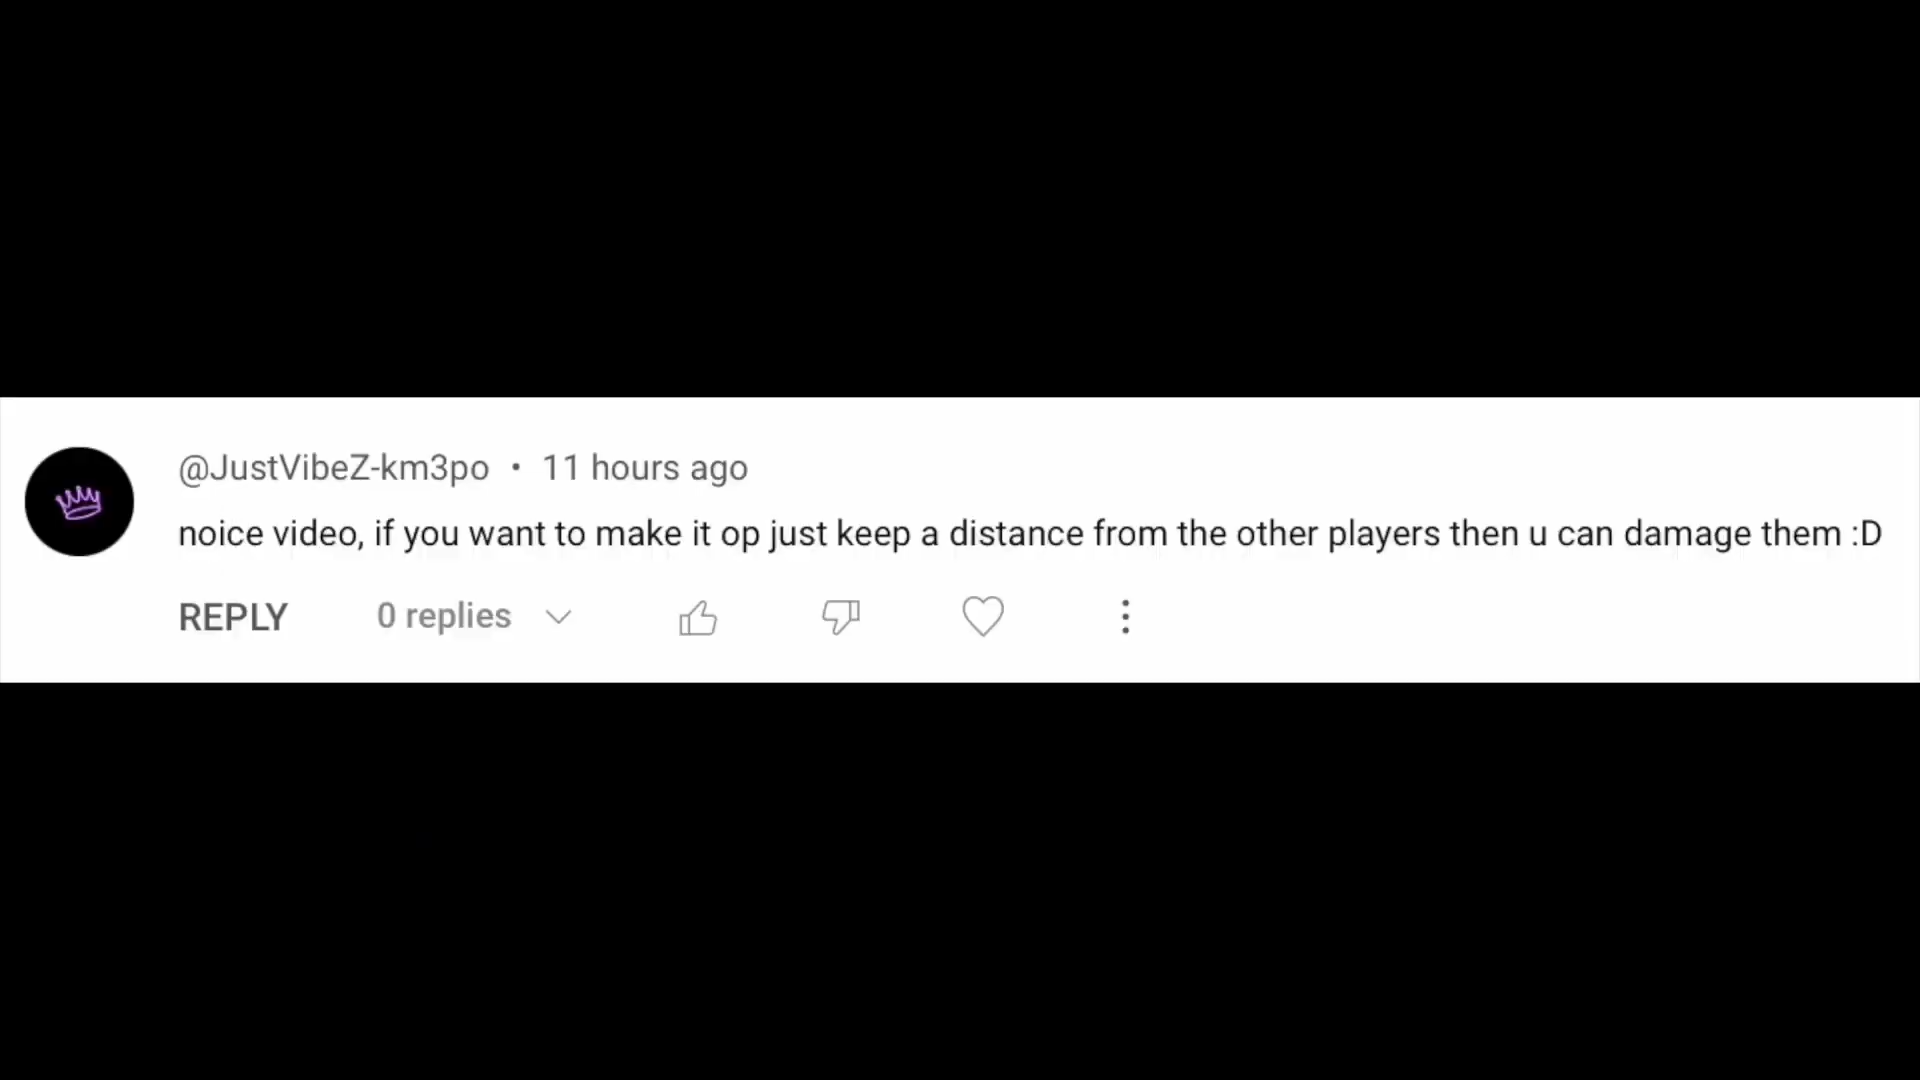 @JustVibeZ-km3po • 11 hours ago
noice video, if you want to make it op just keep a distance from the other players then u can damage them :D
REPLY 0 replies